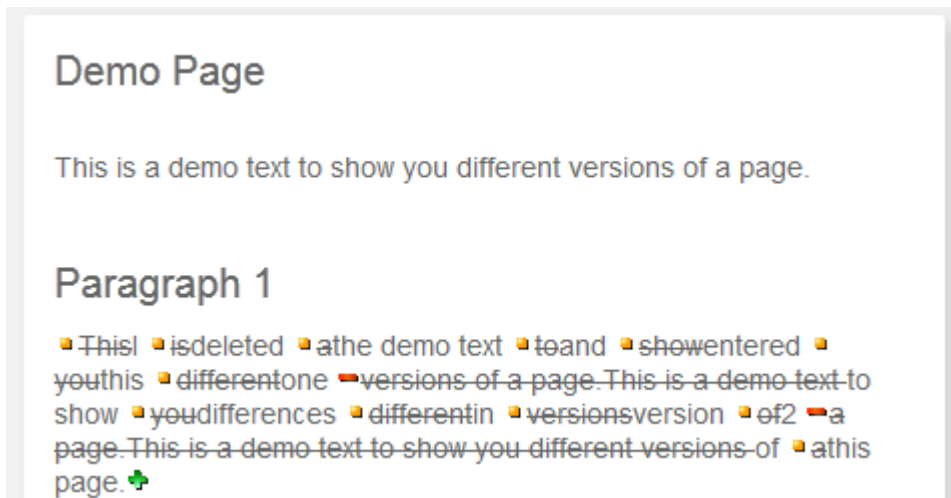 Demo Page
This is a demo text to show you different versions of a page.
Paragraph 1
ThisI isdeleted athe demo text toand showentered
youthis differentone versions of a page.This is a demo text to
show youdifferences differentin versionsversion of2 a
page.This is a demo text to show you different versions of of athis
page.